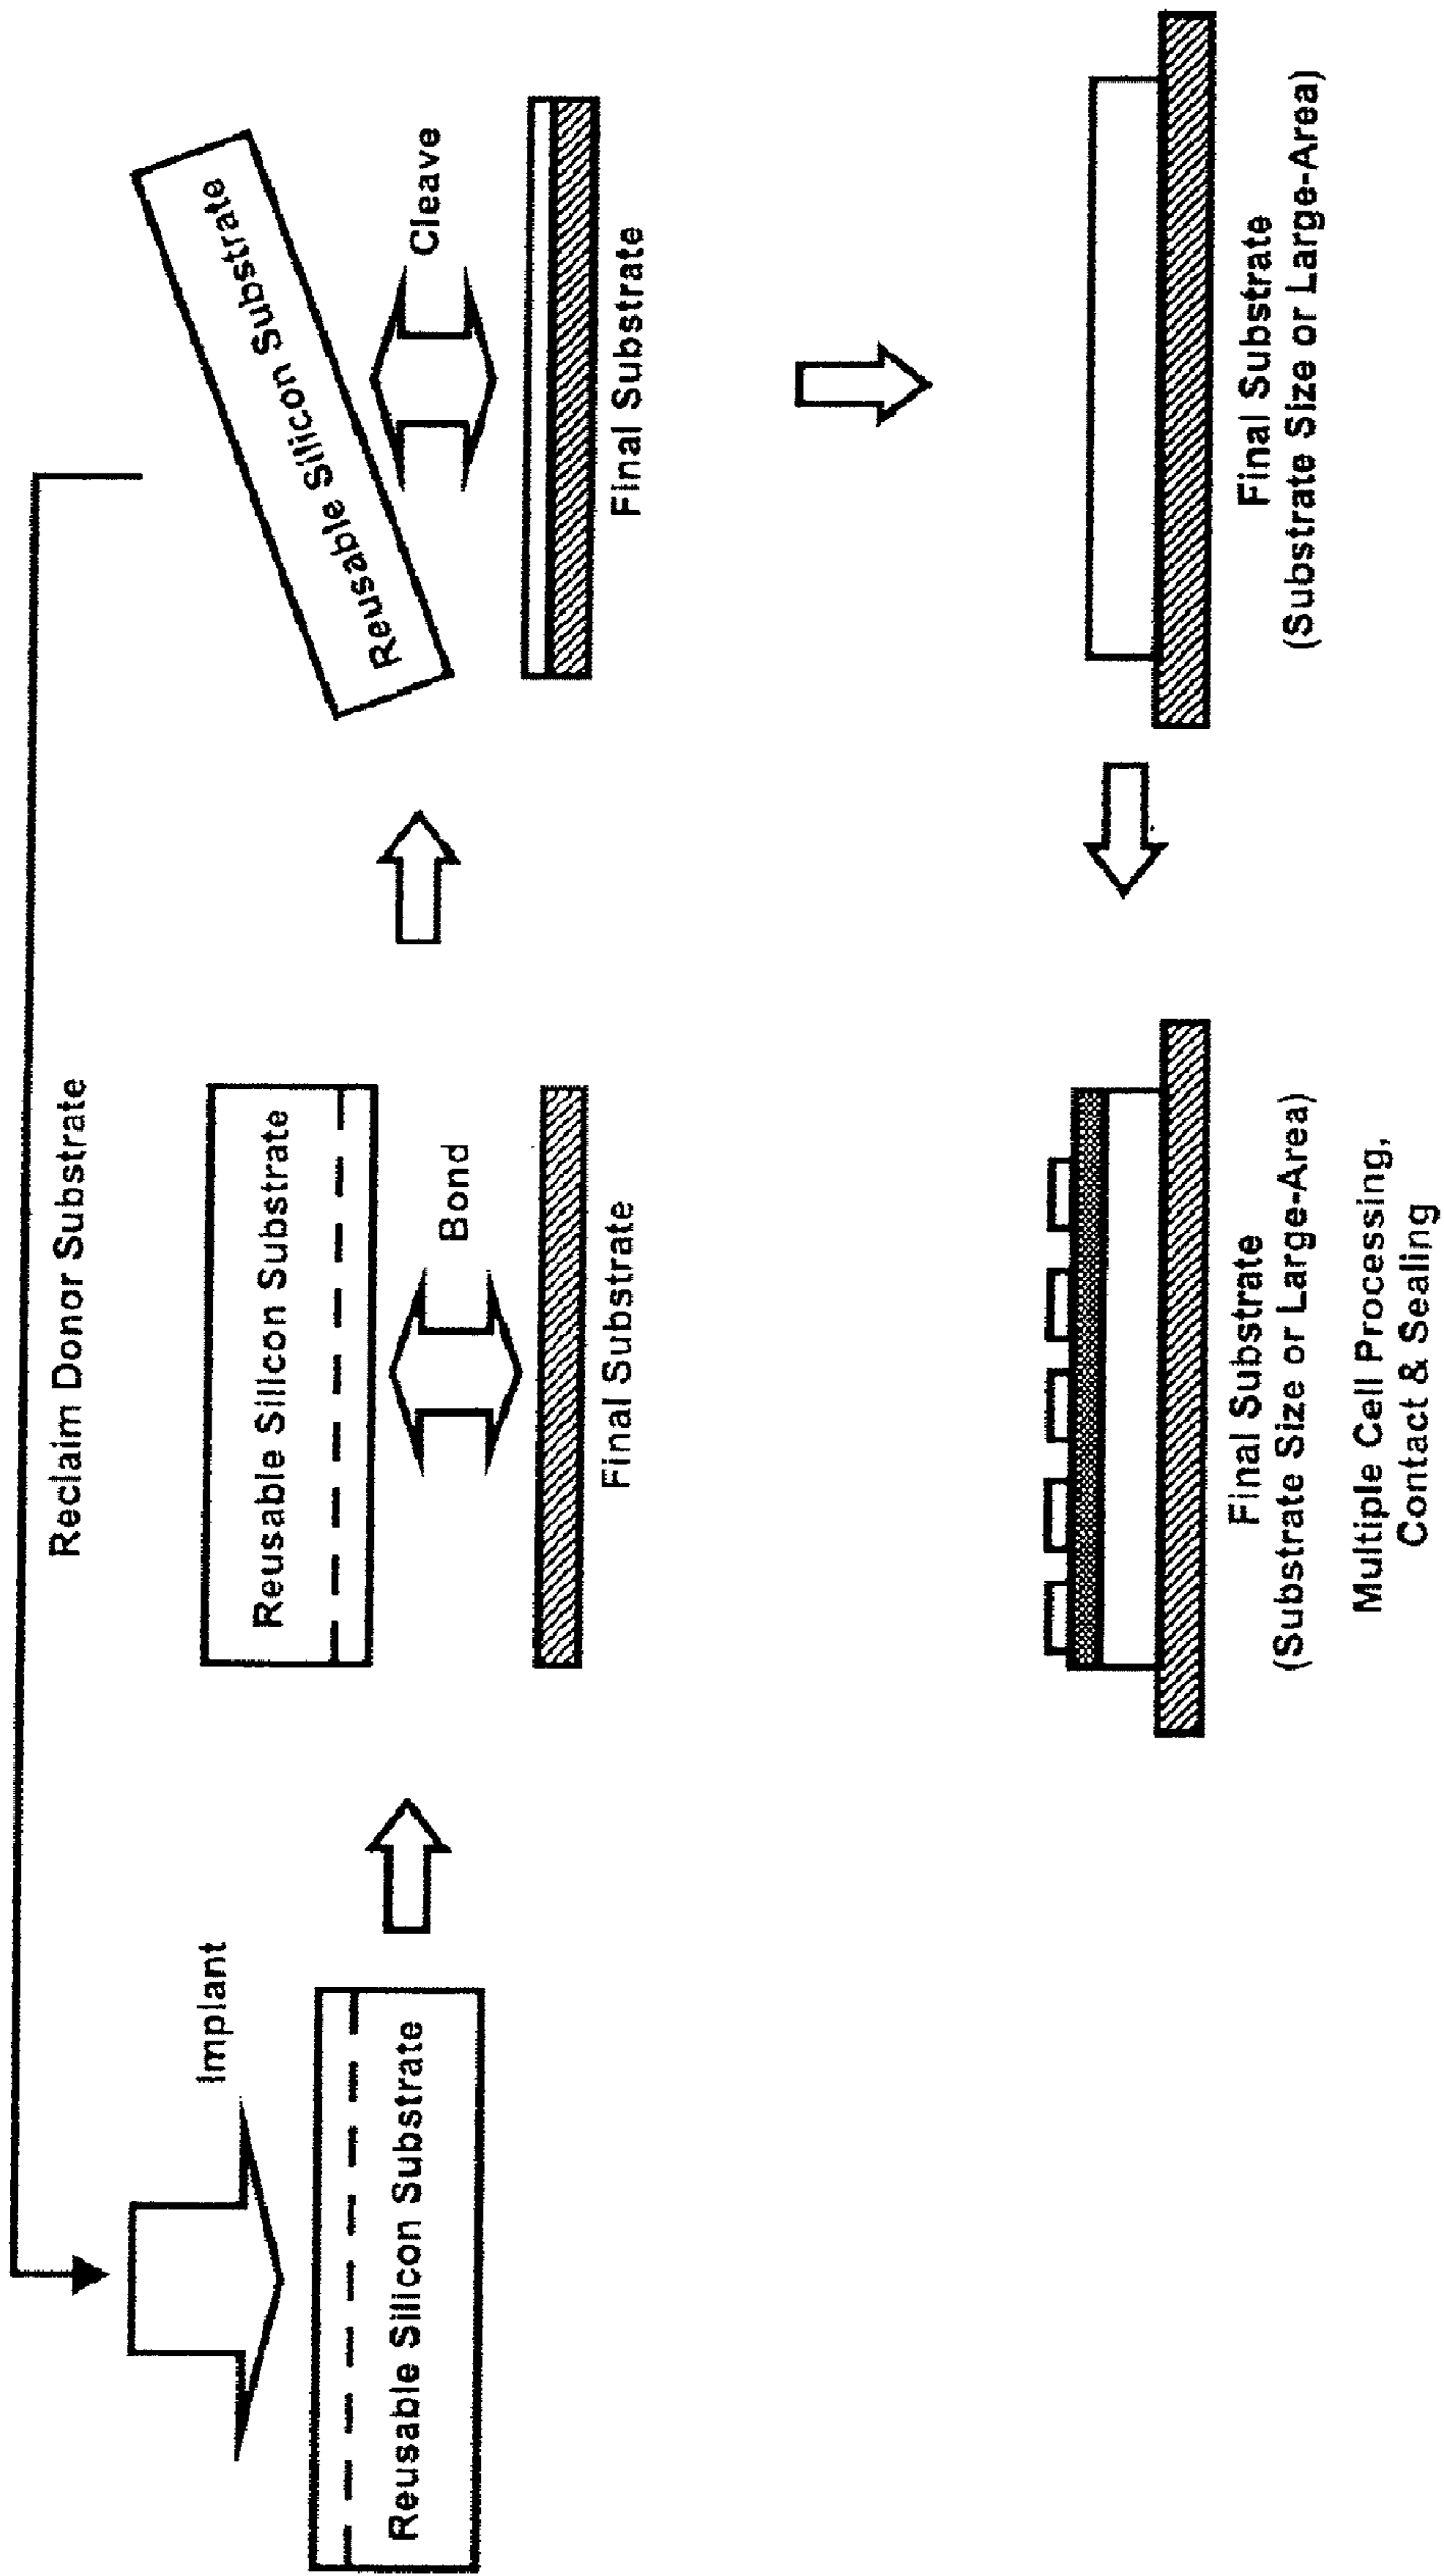 Reclaim Donor Substrate
Implant
Reusable Silicon Substrate
Reusable Silicon Substrate
Bond
Final Substrate
Reusable Silicon Substrate
Cleave
Final Substrate
Final Substrate
(Substrate Size or Large-Area)
Multiple Cell Processing,
Contact & Sealing
Final Substrate
(Substrate Size or Large-Area)